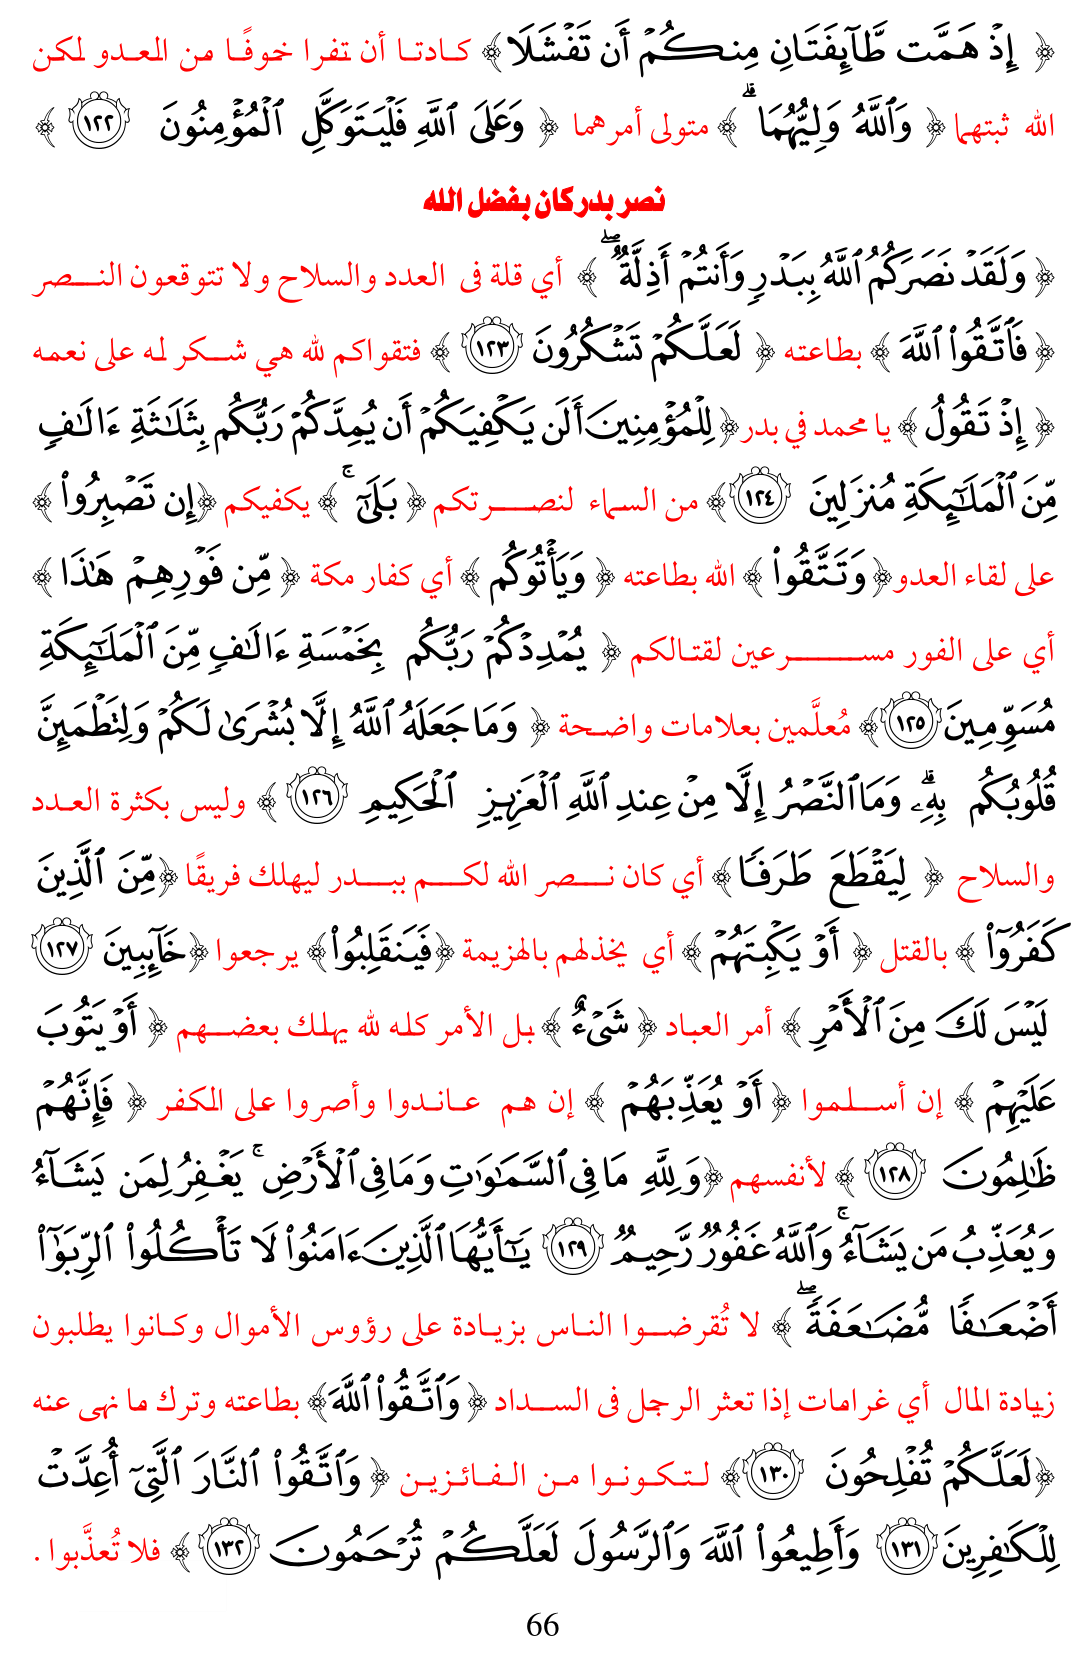 ﴿ إِذْ هَمَّت طَّآئِفَتَانِ مِنكُمْ أَن تَفْشَلَا﴾ كادتا أن تفرا خوفًا من العدو لكن
الله ثبتهما ﴿ وَٱللَّهُ وَلِيُّهُمَا ۗ ﴾ متولى أمرهما ﴿ وَعَلَى ٱللَّهِ فَلْيَتَوَكَّلِ ٱلْمُؤْمِنُونَ ١٢٢ ﴾
نصر بدر كان بفضل الله
﴿ وَلَقَدْ نَصَرَكُمُ ٱللَّهُ بِبَدْرٍ وَأَنتُمْ أَذِلَّةٌ ۖ ﴾ أي قلة فى العدد والسلاح ولا تتوقعون النصر
﴿ فَٱتَّقُوا۟ ٱللَّهَ ﴾ بطاعته ﴿ لَعَلَّكُمْ تَشْكُرُونَ ١٢٣ ﴾ فتقواكم لله هي شكر له على نعمه
﴿ إِذْ تَقُولُ ﴾ يا محمد في بدر ﴿لِلْمُؤْمِنِينَ أَلَن يَكْفِيَكُمْ أَن يُمِدَّكُمْ رَبُّكُم بِثَلَـٰثَةِ ءَالَـٰفٍ
مِّنَ ٱلْمَلَـٰٓئِكَةِ مُنزَلِينَ ١٢٤ ﴾ من السماء لنصرتكم ﴿ بَلَىٰٓ ۚ ﴾ يكفيكم ﴿إِن تَصْبِرُوا۟ ﴾
على لقاء العدو ﴿ وَتَتَّقُوا۟ ﴾ الله بطاعته ﴿ وَيَأْتُوكُم ﴾ أي كفار مكة ﴿ مِّن فَوْرِهِمْ هَـٰذَا ﴾
أي على الفور مسرعين لقتالكم ﴿ يُمْدِدْكُمْ رَبُّكُم بِخَمْسَةِ ءَالَـٰفٍ مِّنَ ٱلْمَلَـٰٓئِكَةِ
مُسَوِّمِينَ ١٢٥ ﴾ مُعلَّمين بعلامات واضحة ﴿ وَمَا جَعَلَهُ ٱللَّهُ إِلَّا بُشْرَىٰ لَكُمْ وَلِتَطْمَئِنَّ
قُلُوبُكُم بِهِۦ ۗ وَمَا ٱلنَّصْرُ إِلَّا مِنْ عِندِ ٱللَّهِ ٱلْعَزِيزِ ٱلْحَكِيمِ ١٢٦ ﴾ وليس بكثرة العدد
والسلاح ﴿ لِيَقْطَعَ طَرَفًا ﴾ أي كان نصر الله لكم ببدر ليهلك فريقًا ﴿مِّنَ ٱلَّذِينَ
كَفَرُوٓا۟ ﴾ بالقتل ﴿ أَوْ يَكْبِتَهُمْ ﴾ أي يخذلهم بالهزيمة ﴿فَيَنقَلِبُوا۟﴾ يرجعوا ﴿خَآئِبِينَ ١٢٧
لَيْسَ لَكَ مِنَ ٱلْأَمْرِ ﴾ أمر العباد ﴿ شَىْءٌ ﴾ بل الأمر كله لله يهلك بعضهم ﴿ أَوْ يَتُوبَ
عَلَيْهِمْ ﴾ إن أسلموا ﴿ أَوْ يُعَذِّبَهُمْ ﴾ إن هم عاندوا وأصروا على الكفر ﴿ فَإِنَّهُمْ
ظَـٰلِمُونَ ١٢٨ ﴾ لأنفسهم ﴿وَلِلَّهِ مَا فِى ٱلسَّمَـٰوَٰتِ وَمَا فِى ٱلْأَرْضِ ۚ يَغْفِرُ لِمَن يَشَآءُ
وَيُعَذِّبُ مَن يَشَآءُ ۚ وَٱللَّهُ غَفُورٌ رَّحِيمٌ ١٢٩ يَـٰٓأَيُّهَا ٱلَّذِينَ ءَامَنُوا۟ لَا تَأْكُلُوا۟ ٱلرِّبَوٰٓا۟
أَضْعَـٰفًا مُّضَـٰعَفَةً ۖ ﴾ لا تُقرضوا الناس بزيادة على رؤوس الأموال وكانوا يطلبون
زيادة المال أي غرامات إذا تعثر الرجل فى السداد ﴿ وَٱتَّقُوا۟ ٱللَّهَ﴾ بطاعته وترك ما نهى عنه
﴿لَعَلَّكُمْ تُفْلِحُونَ ١٣٠ ﴾ لتكونوا من الفائزين ﴿ وَٱتَّقُوا۟ ٱلنَّارَ ٱلَّتِىٓ أُعِدَّتْ
لِلْكَـٰفِرِينَ ١٣١ وَأَطِيعُوا۟ ٱللَّهَ وَٱلرَّسُولَ لَعَلَّكُمْ تُرْحَمُونَ ١٣٢ ﴾ فلا تُعذَّبوا .
66